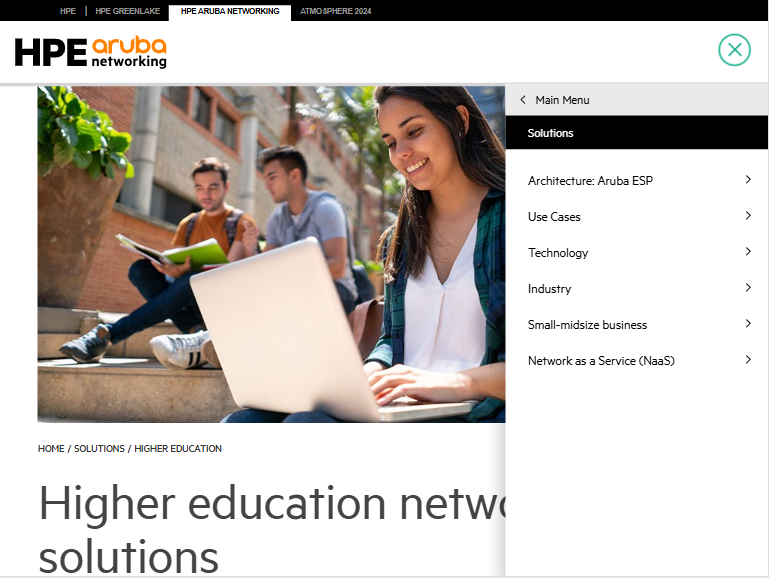 HPE | HPE GREENLAKE HPE ARUBA NETWORKING ATMOSPHERE 2024
HPE aruba
networking
Main Menu
Solutions
Architecture: Aruba ESP
Use Cases
Technology
Industry
Small-midsize business
Network as a Service (NaaS)
HOME / SOLUTIONS / HIGHER EDUCATION
Higher education netwo
solutions